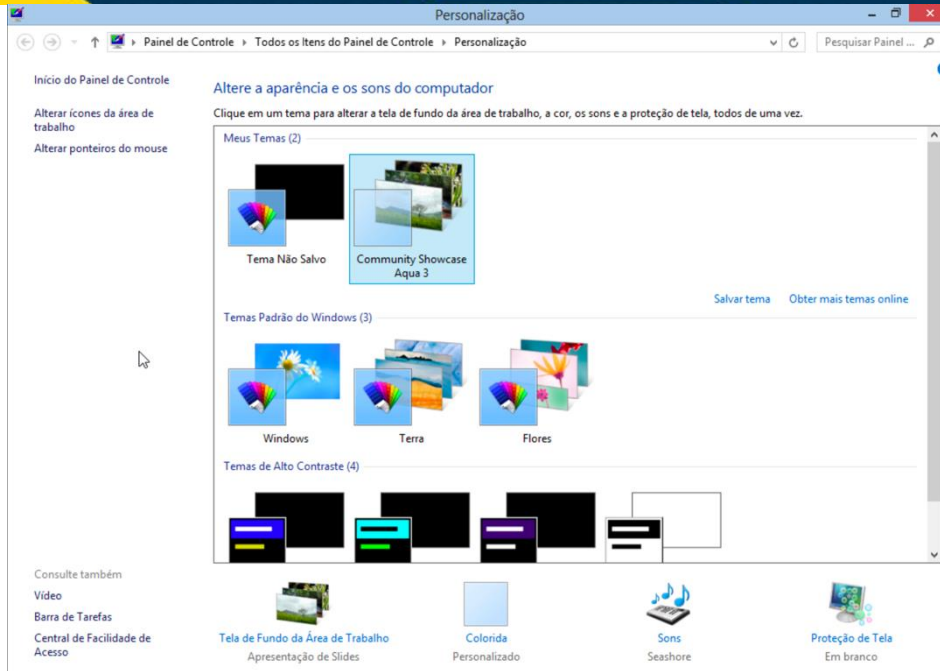 Personalização
Painel de Controle
Todos os Itens do Painel de Controle
Personalização
Pesquisar Painel ...
Início do Painel de Controle
Alterar ícones da área de
trabalho
Alterar ponteiros do mouse
Altere a aparência e os sons do computador
Clique em um tema para alterar a tela de fundo da área de trabalho, a cor, os sons e a proteção de tela, todos de uma vez.
Meus Temas (2)
Tema Não Salvo
Community Showcase
Aqua 3
Salvar tema
Obter mais temas online
Temas Padrão do Windows (3)
Windows
Terra
Flores
Temas de Alto Contraste (4)
Consulte também
Vídeo
Barra de Tarefas
Central de Facilidade de
Acesso
Tela de Fundo da Área de Trabalho
Apresentação de Slides
Colorida
Personalizado
Sons
Seashore
Proteção de Tela
Em branco